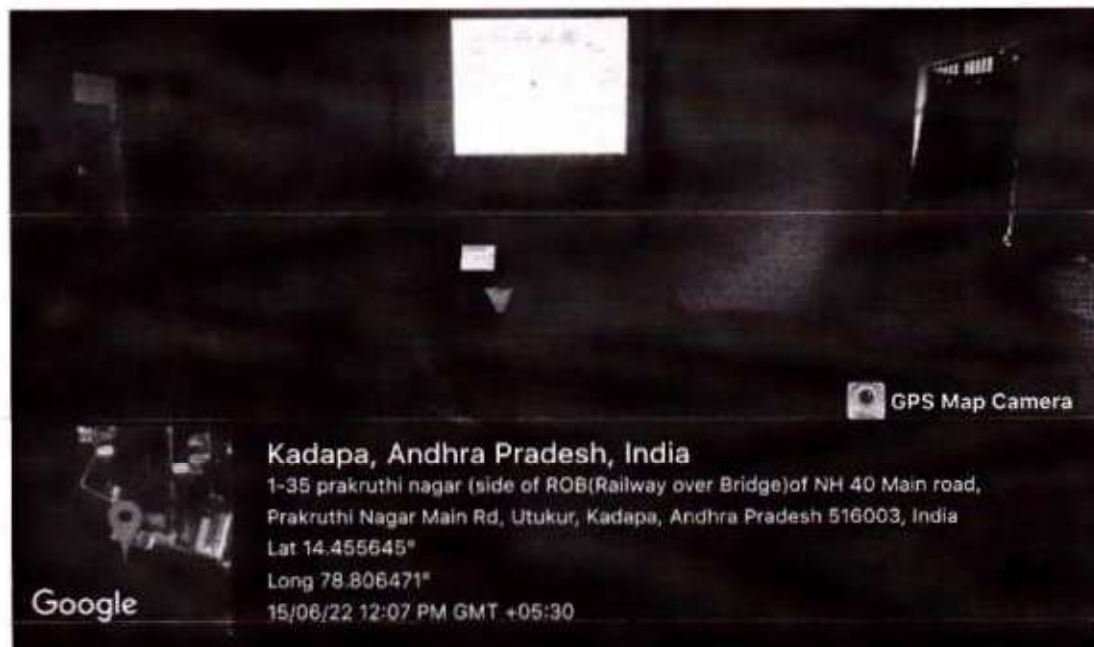 GPS Map Camera
Kadapa, Andhra Pradesh, India
1-35 prakruthi nagar (side of ROB(Railway over Bridge)of NH 40 Main road,
Prakruthi Nagar Main Rd, Utukur, Kadapa, Andhra Pradesh 516003, India
Lat 14.455645°
Long 78.806471°
15/06/22 12:07 PM GMT +05:30
Google